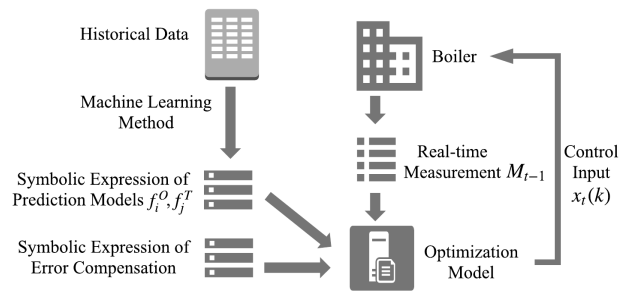 Historical Data
Machine Learning
Method
Symbolic Expression of
Prediction Models $f_i^O, f_j^T$
Symbolic Expression of
Error Compensation
Boiler
Real-time
Measurement $M_{t-1}$
Optimization
Model
Control
Input
$x_t(k)$